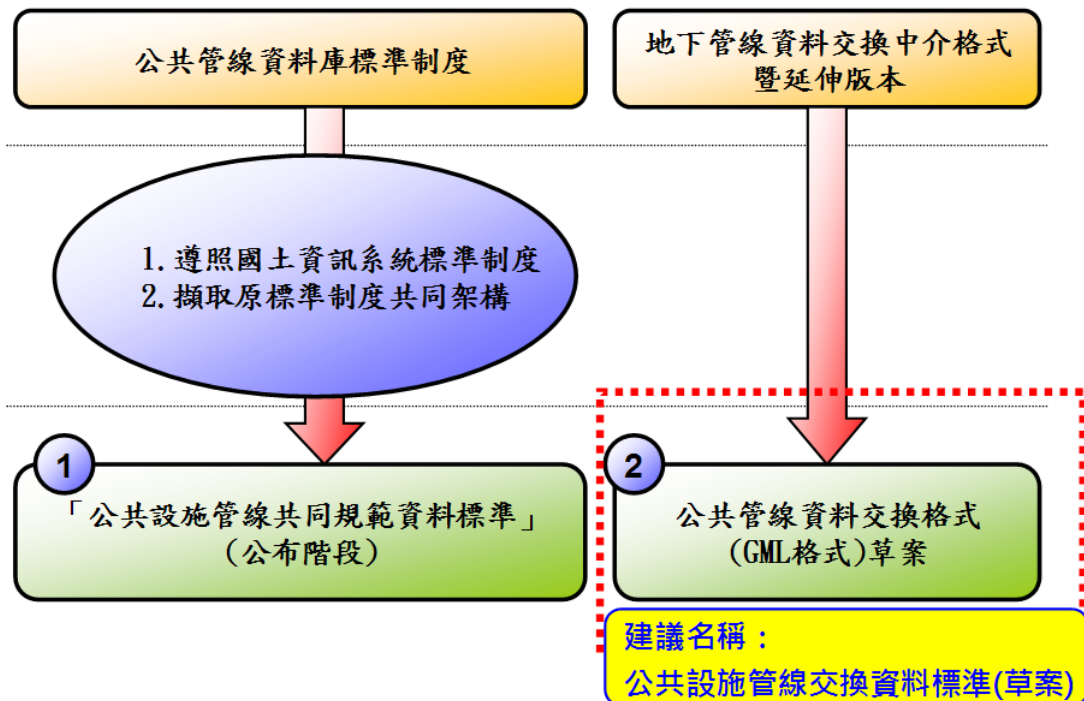 公共管線資料庫標準制度
地下管線資料交換中介格式
暨延伸版本
1.遵照國土資訊系統標準制度
2.擷取原標準制度共同架構
1
「公共設施管線共同規範資料標準」
(公布階段)
2
公共管線資料交換格式
(GML格式)草案
建議名稱：
公共設施管線交換資料標準(草案)